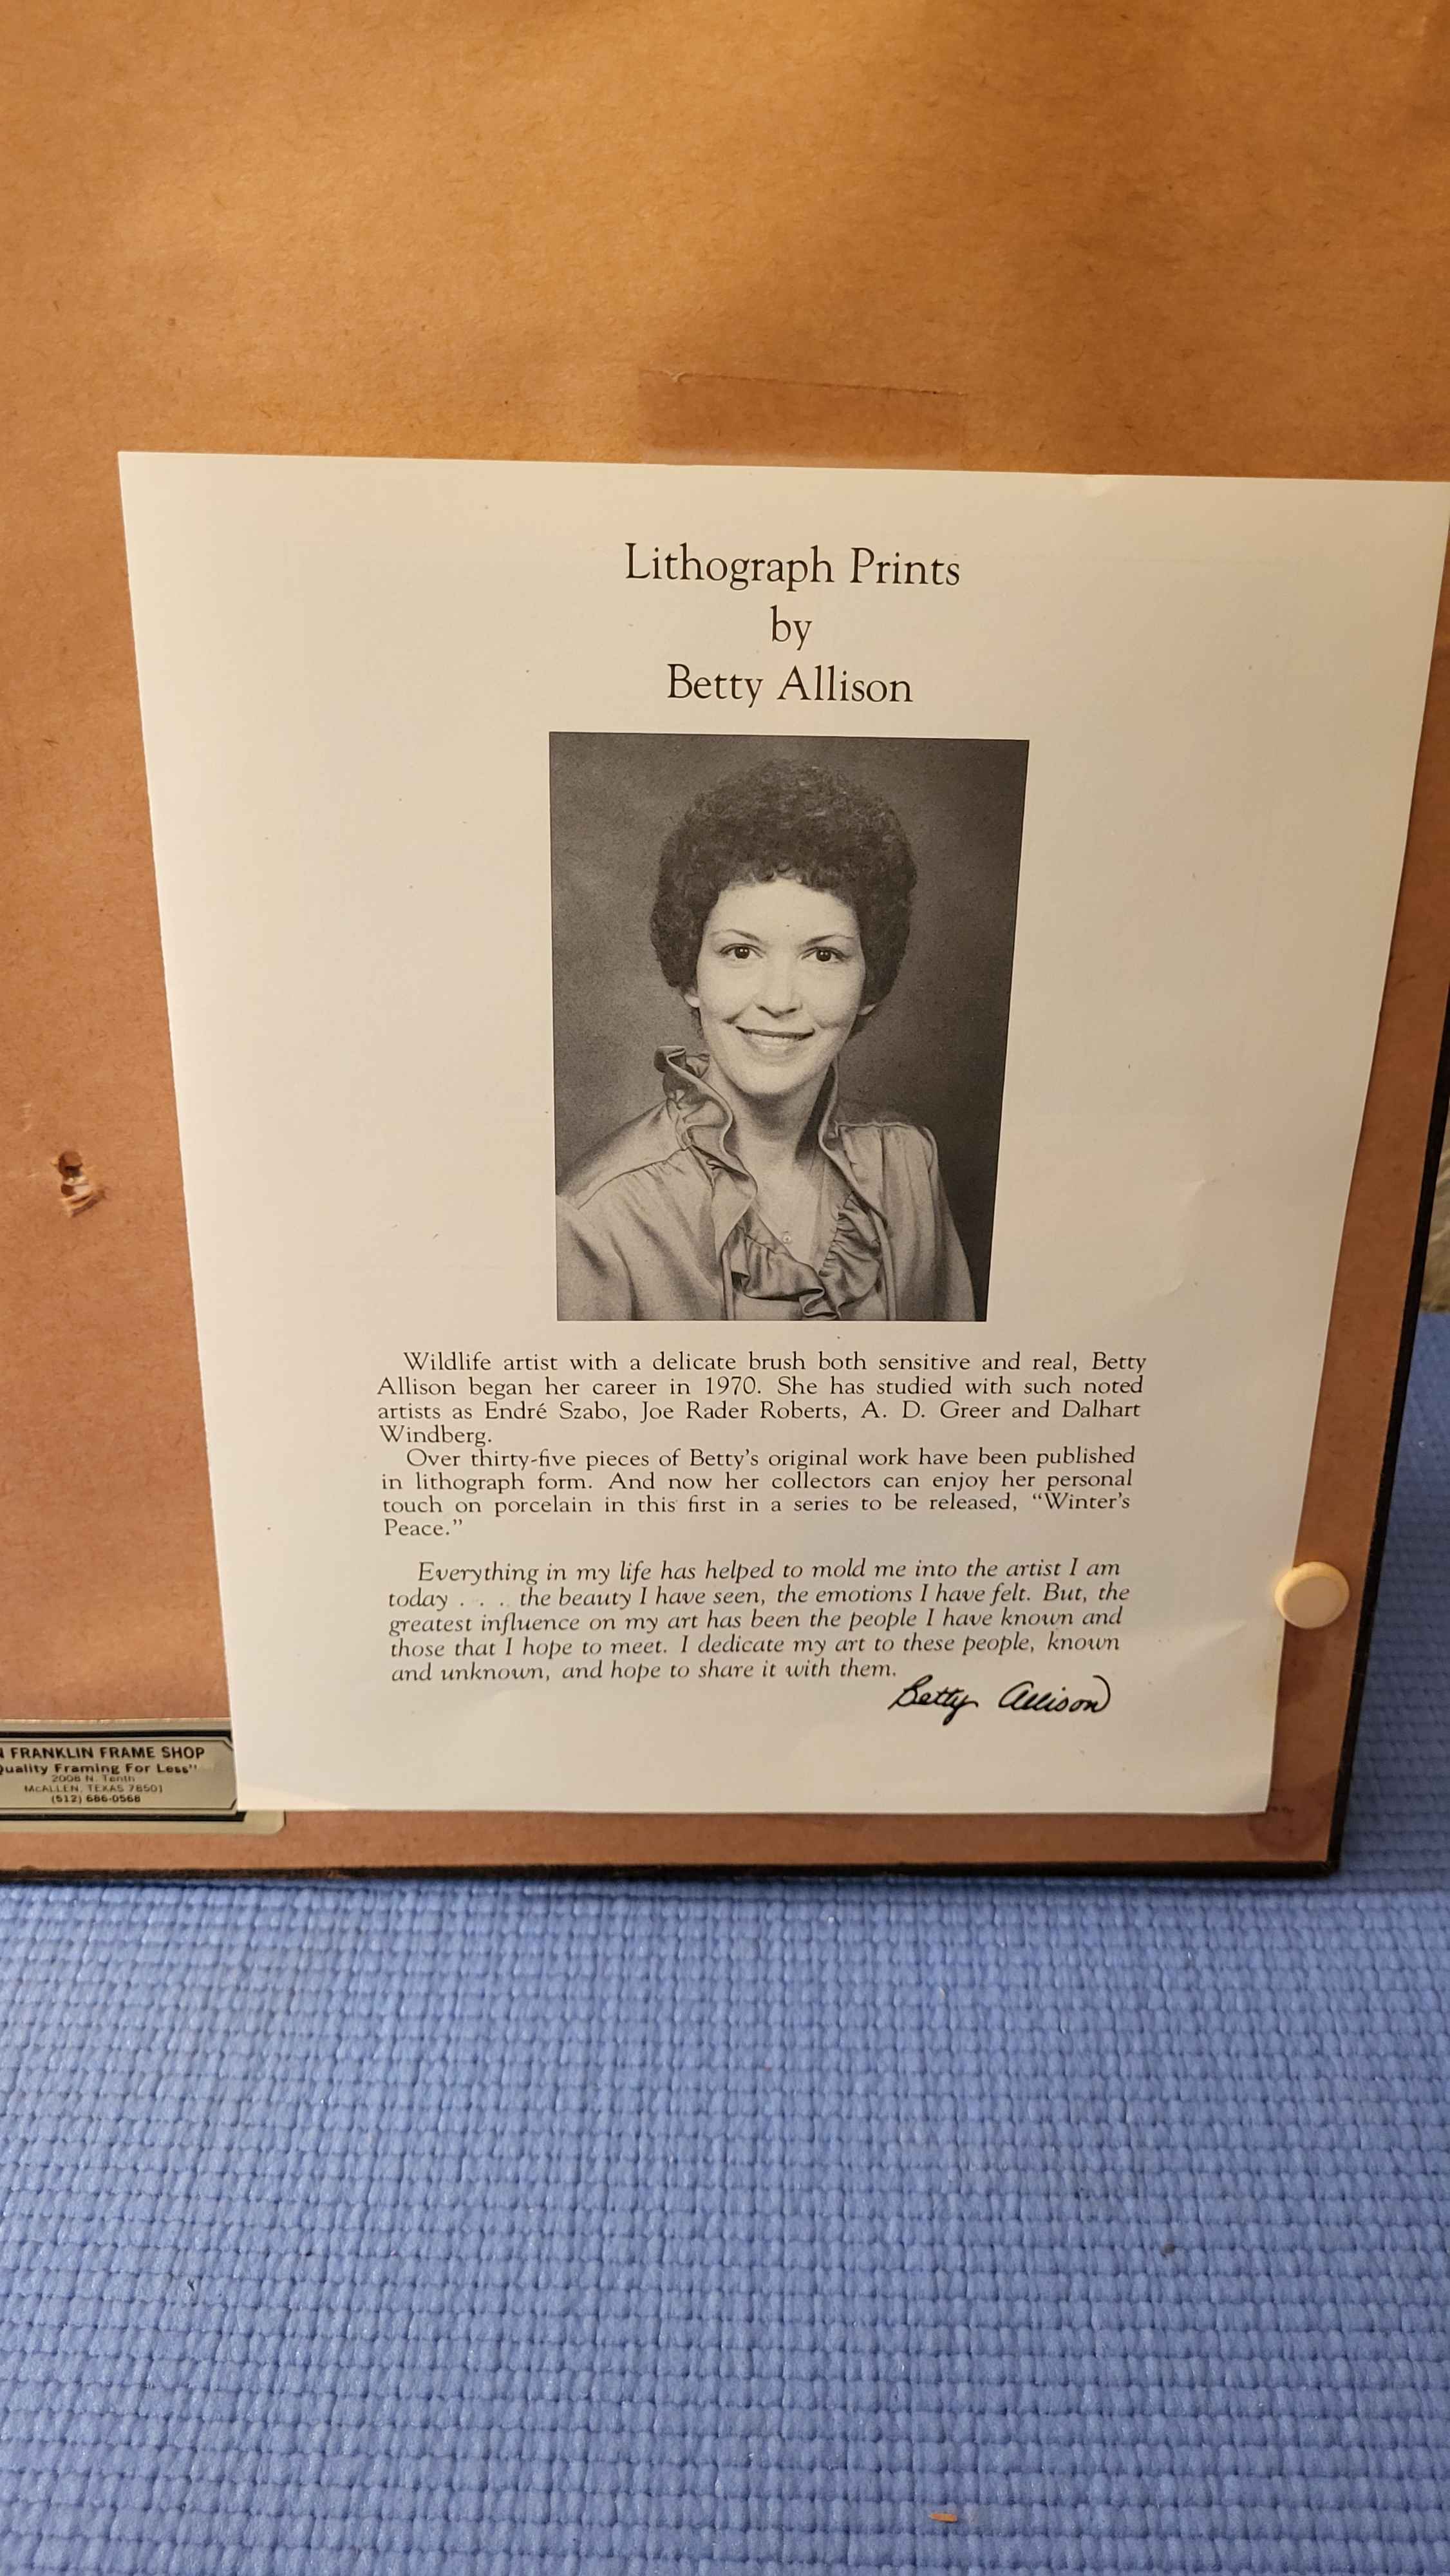 Lithograph Prints
by
Betty Allison
Wildlife artist with a delicate brush both sensitive and real, Betty
Allison began her career in 1970. She has studied with such noted
artists as Endré Szabo, Joe Rader Roberts, A. D. Greer and Dalhart
Windberg.
Over thirty-five pieces of Betty's original work have been published
in lithograph form. And now her collectors can enjoy her personal
touch on porcelain in this first in a series to be released, “Winter's
Peace.”
Everything in my life has helped to mold me into the artist I am
today . . . the beauty I have seen, the emotions I have felt. But, the
greatest influence on my art has been the people I have known and
those that I hope to meet. I dedicate my art to these people, known
and unknown, and hope to share it with them.
Betty Allison
FRANKLIN FRAME SHOP
Quality Framing For Less"
2008 N. Tenth
McALLEN, TEXAS 78501
(512) 686-0568